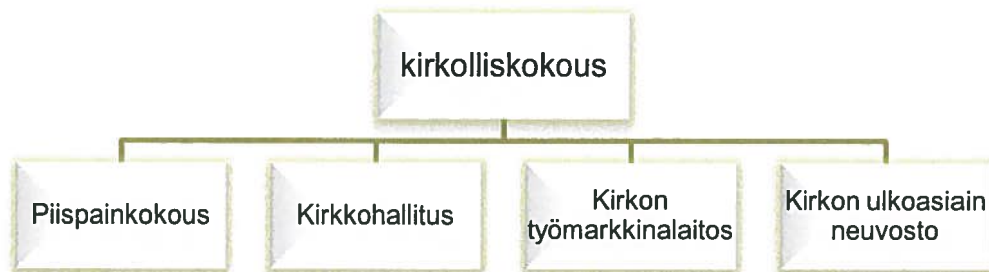 kirkolliskokous
Piispainkokous
Kirkkohallitus
Kirkon
työmarkkinalaitos
Kirkon ulkoasiain
neuvosto